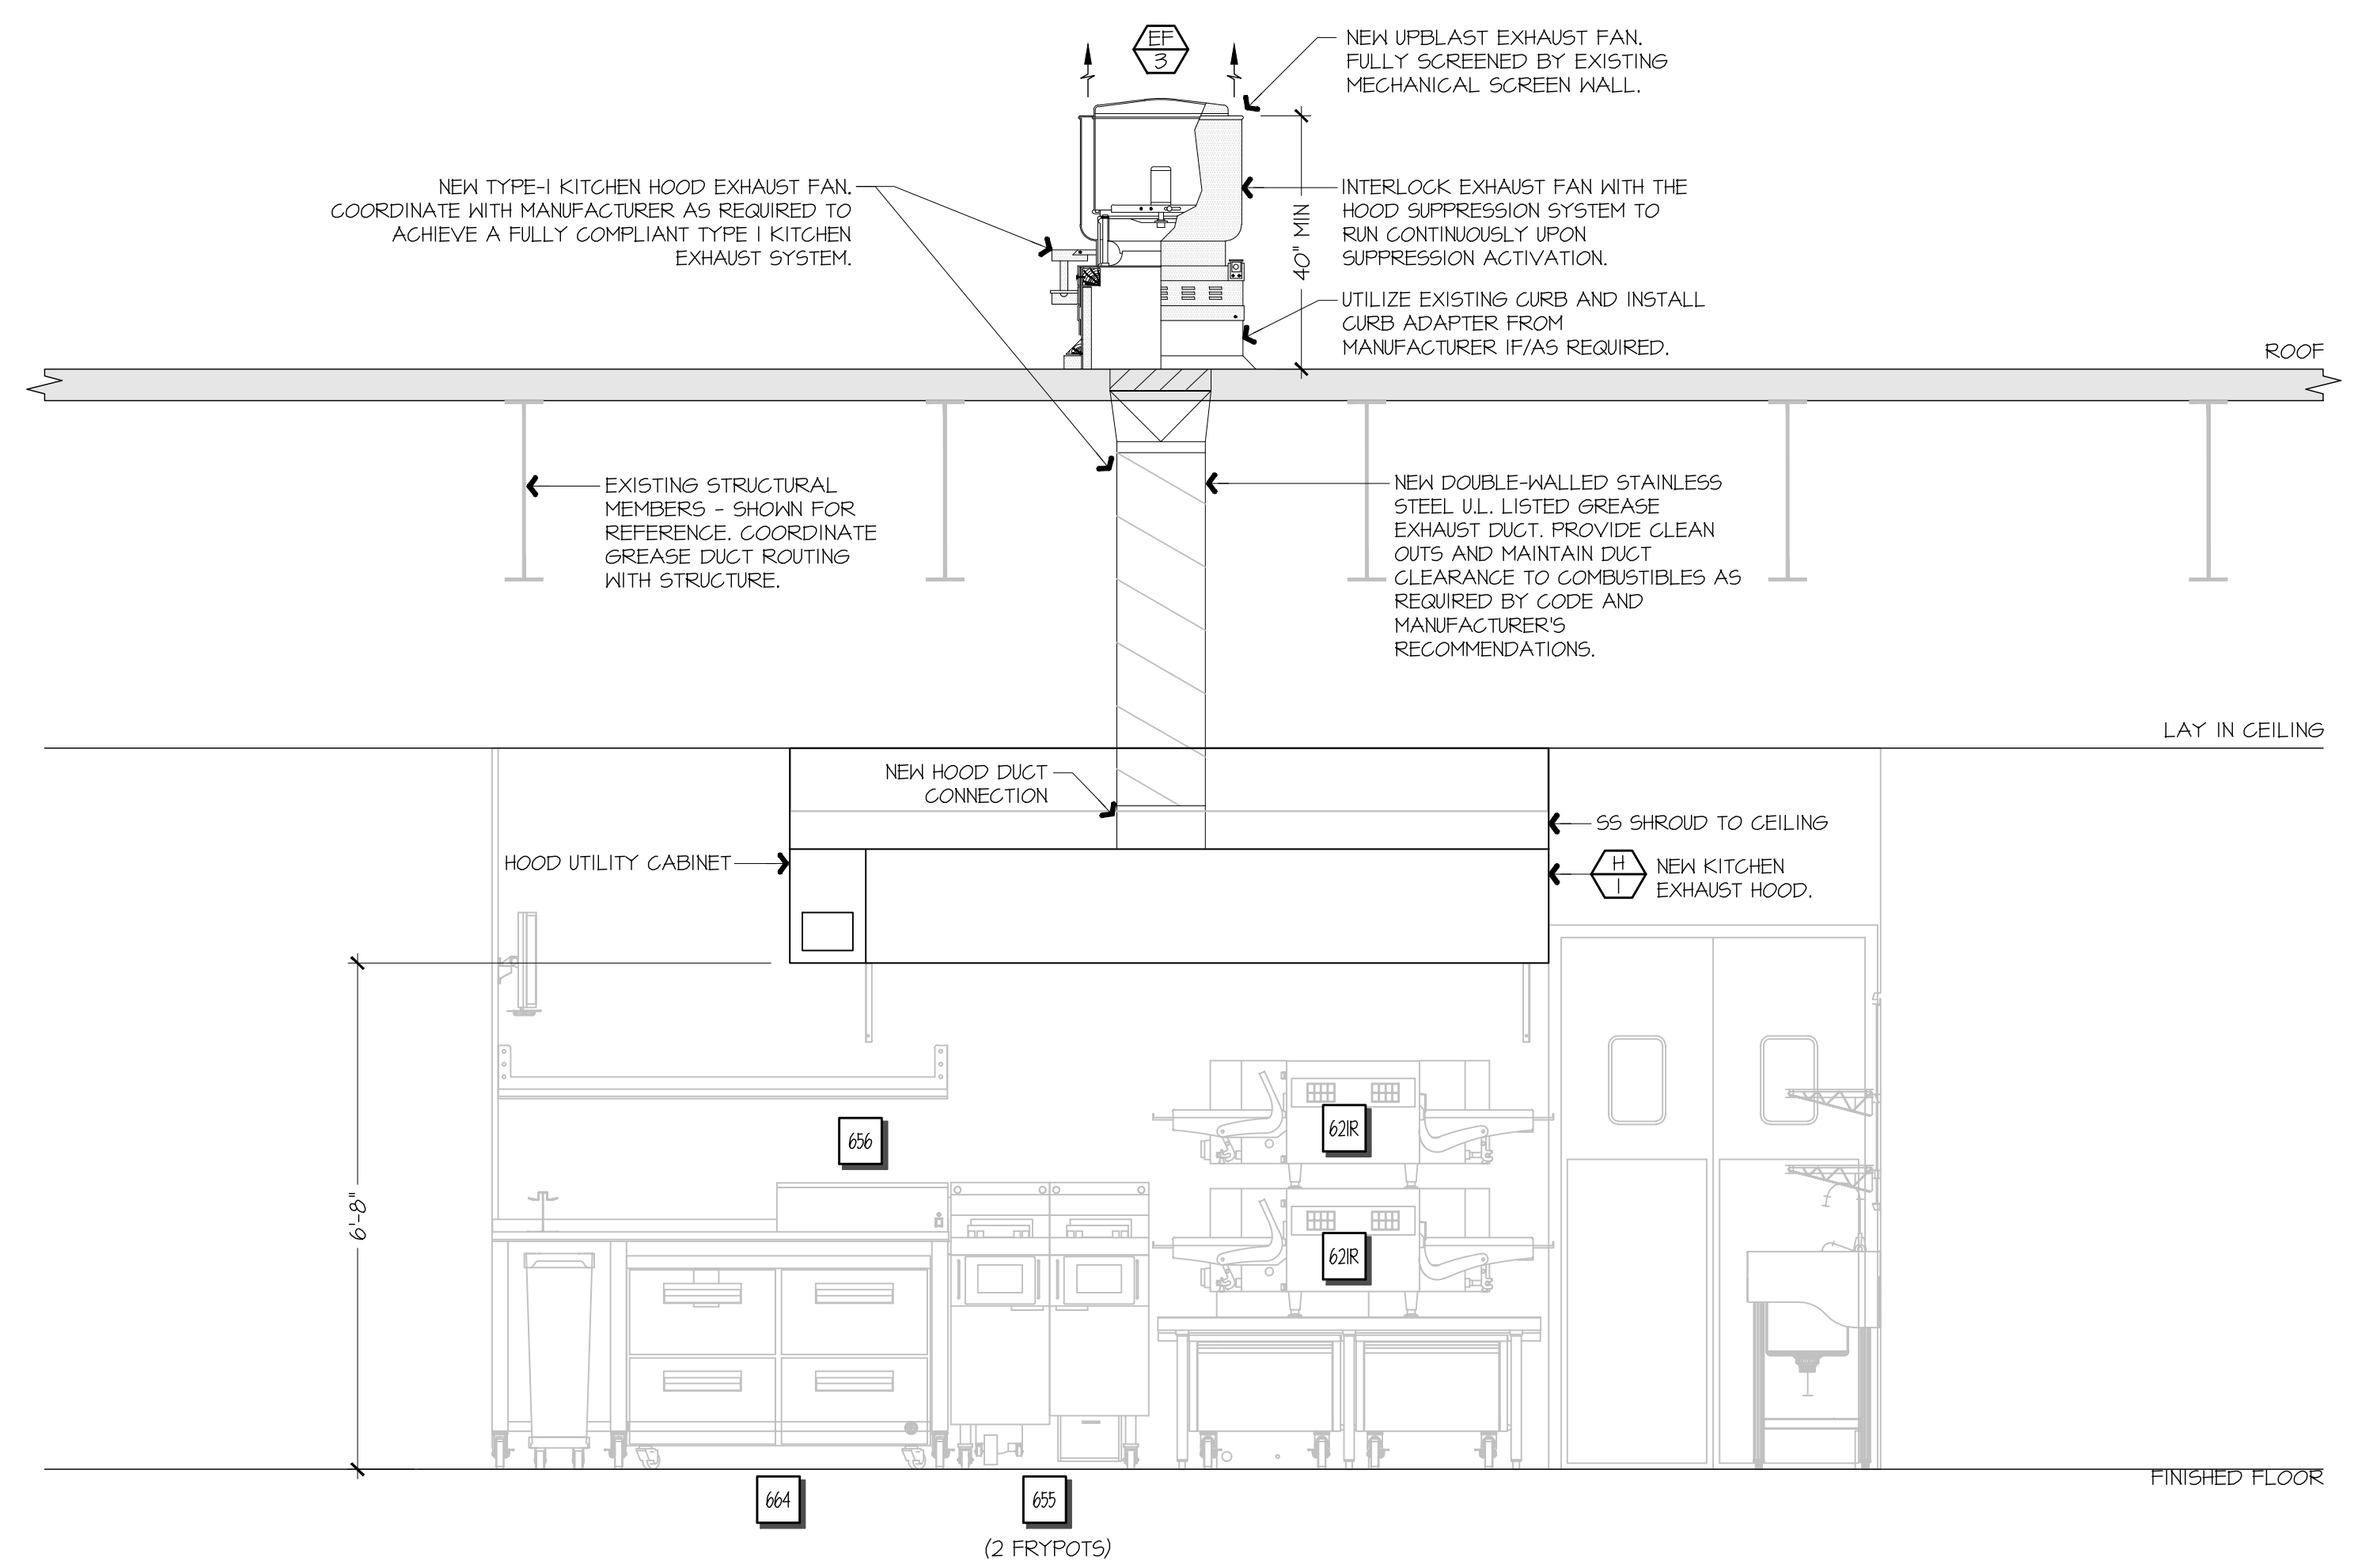 EF
3
NEW UPBLAST EXHAUST FAN.
FULLY SCREENED BY EXISTING
MECHANICAL SCREEN WALL.
NEW TYPE-I KITCHEN HOOD EXHAUST FAN.
COORDINATE WITH MANUFACTURER AS REQUIRED TO
ACHIEVE A FULLY COMPLIANT TYPE I KITCHEN
EXHAUST SYSTEM.
40" MIN
INTERLOCK EXHAUST FAN WITH THE
HOOD SUPPRESSION SYSTEM TO
RUN CONTINUOUSLY UPON
SUPPRESSION ACTIVATION.
UTILIZE EXISTING CURB AND INSTALL
CURB ADAPTER FROM
MANUFACTURER IF/AS REQUIRED.
ROOF
EXISTING STRUCTURAL
MEMBERS - SHOWN FOR
REFERENCE. COORDINATE
GREASE DUCT ROUTING
WITH STRUCTURE.
NEW DOUBLE-WALLED STAINLESS
STEEL U.L. LISTED GREASE
EXHAUST DUCT. PROVIDE CLEAN
OUTS AND MAINTAIN DUCT
CLEARANCE TO COMBUSTIBLES AS
REQUIRED BY CODE AND
MANUFACTURER'S
RECOMMENDATIONS.
LAY IN CEILING
NEW HOOD DUCT
CONNECTION
SS SHROUD TO CEILING
HOOD UTILITY CABINET
H
1
NEW KITCHEN
EXHAUST HOOD.
6'-8"
656
621R
621R
FINISHED FLOOR
664
655
(2 FRYPOTS)